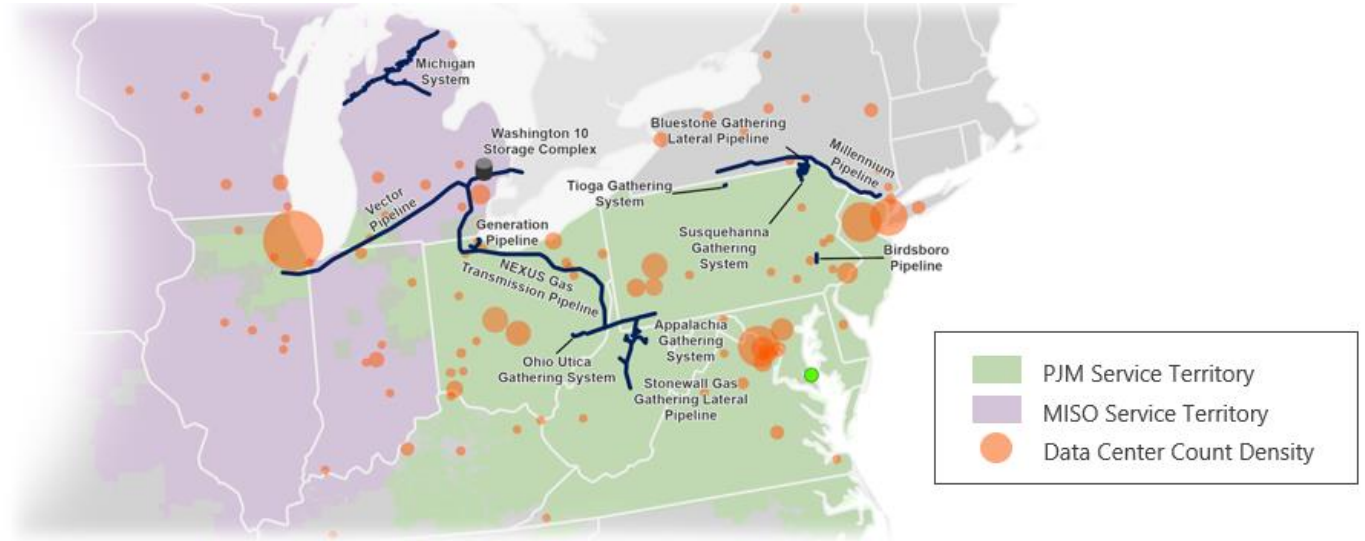 Michigan
System
Washington 10
Storage Complex
Bluestone Gathering
Lateral Pipeline
Millennium
Pipeline
Vector
Pipeline
Tioga Gathering
System
Generation
Pipeline
Susquehanna
Gathering
System
Birdsboro
Pipeline
NEXUS Gas
Transmission Pipeline
Appalachia
Gathering
System
Ohio Utica
Gathering System
Stonewall Gas
Gathering Lateral
Pipeline
PJM Service Territory
MISO Service Territory
Data Center Count Density